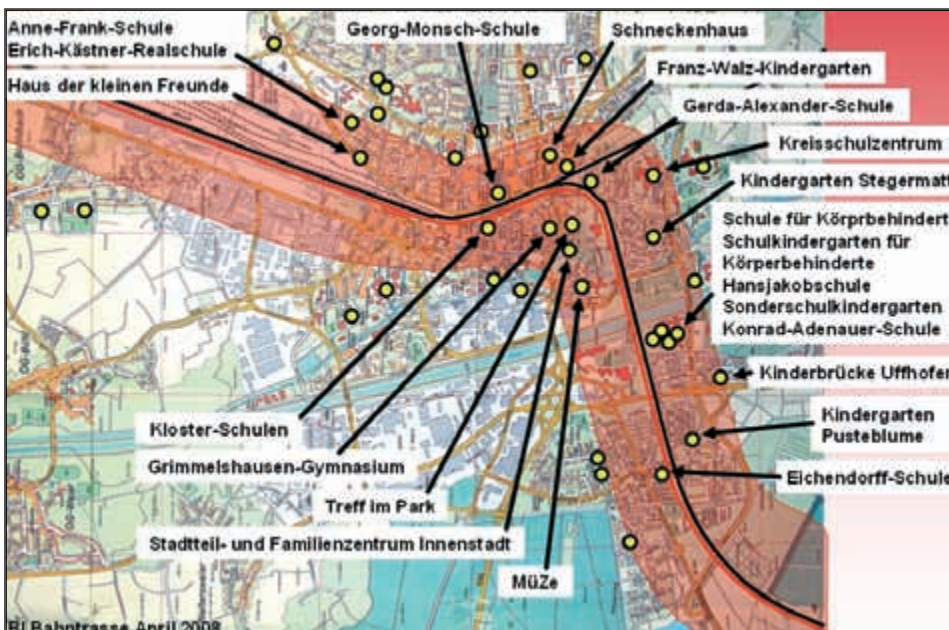 Anne-Frank-Schule
Erich-Kästner-Realschule
Haus der kleinen Freunde
Georg-Monsch-Schule
Schneckenhaus
Franz-Walz-Kindergarten
Gerda-Alexander-Schule
Kreisschulzentrum
Kindergarten Stegermatt
Schule für Körprbehindert
Schulkindergarten für
Körperbehinderte
Hansjakobschule
Sonderschulkindergarten
Konrad-Adenauer-Schule
Kinderbrücke Uffhofen
Kindergarten
Pusteblume
Eichendorff-Schule
Kloster-Schulen
Grimmelshausen-Gymnasium
Treff im Park
Stadtteil- und Familienzentrum Innenstadt
MüZe
BI Bahntrasse April 2008